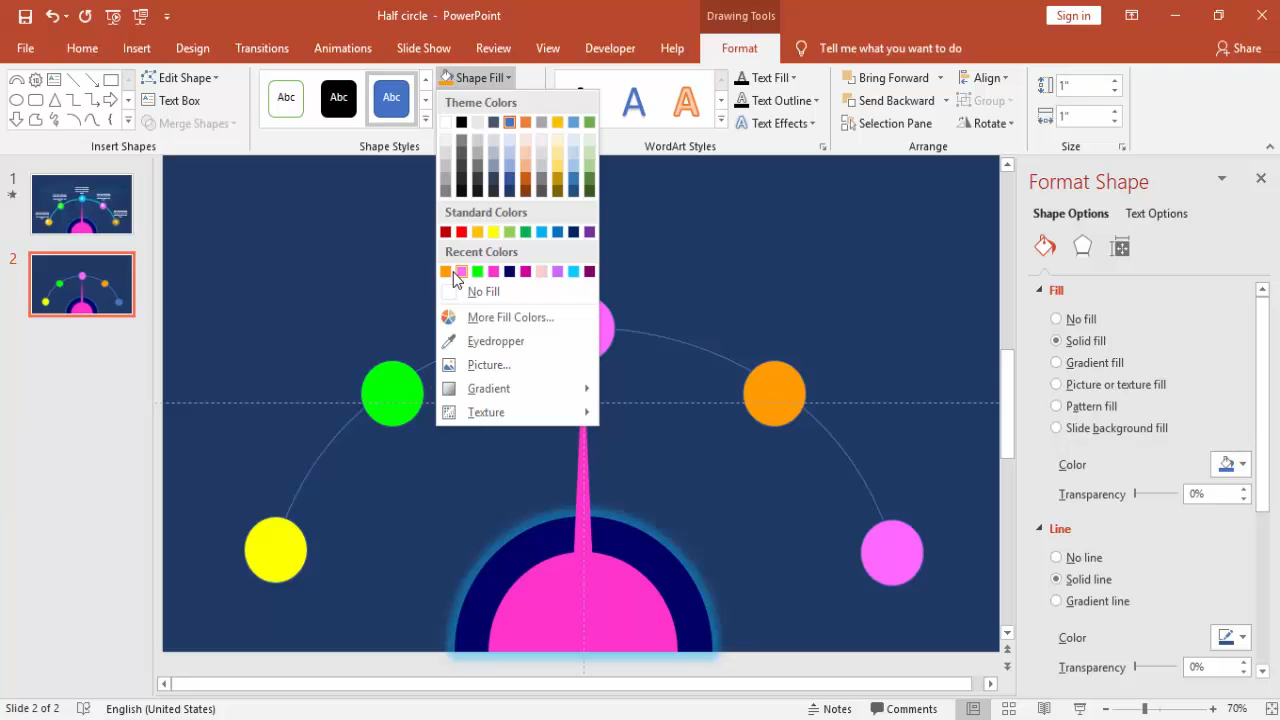 Half circle - PowerPoint
Drawing Tools
Sign in
File Home Insert Design Transitions Animations Slide Show Review View Developer Help Format Tell me what you want to do Share
Edit Shape
Text Box
Merge Shapes
Insert Shapes
Abc Abc Abc
Shape Styles
Shape Fill
Theme Colors
Standard Colors
Recent Colors
No Fill
More Fill Colors...
Eyedropper
Picture...
Gradient
Texture
A A
Text Fill
Text Outline
Text Effects
WordArt Styles
Bring Forward
Send Backward
Selection Pane
Align
Group
Rotate
Arrange
1"
1"
Size
1
2
Format Shape
Shape Options Text Options
Fill
No fill
Solid fill
Gradient fill
Picture or texture fill
Pattern fill
Slide background fill
Color
Transparency 0%
Line
No line
Solid line
Gradient line
Color
Transparency 0%
Slide 2 of 2 English (United States) Notes Comments 70%